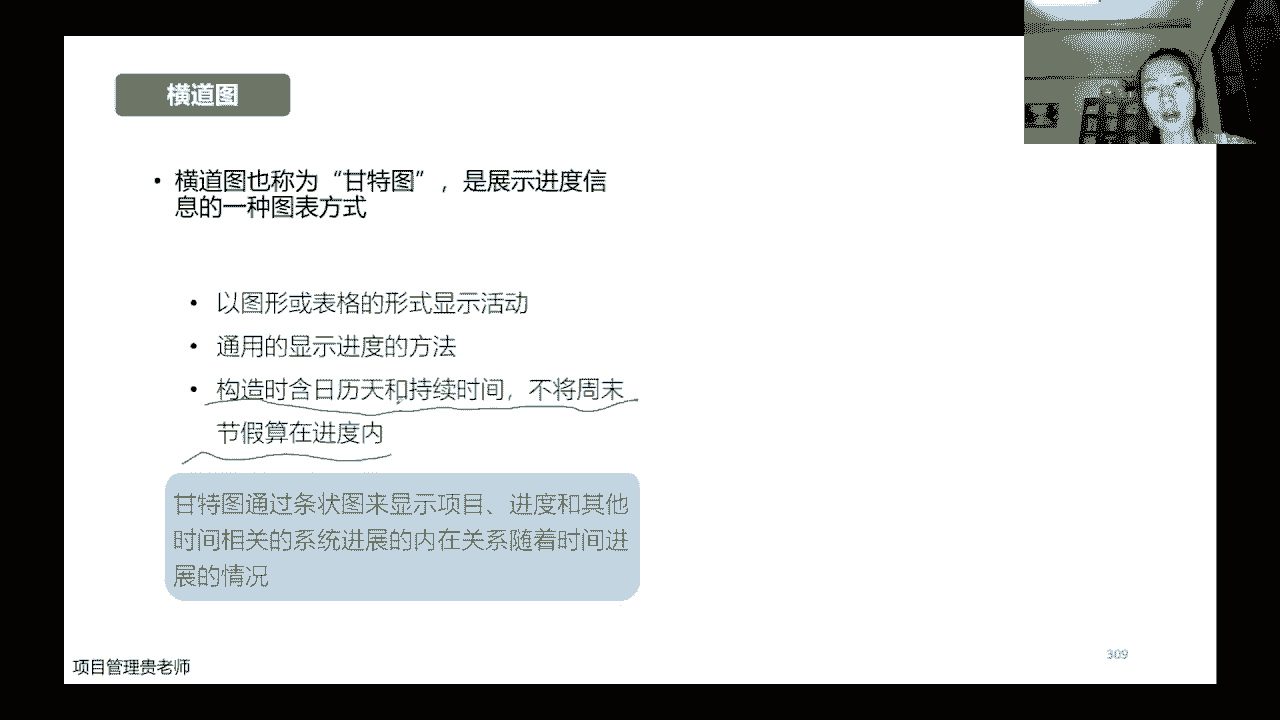 横道图
• 横道图也称为“甘特图”，是展示进度信
息的一种图表方式
• 以图形或表格的形式显示活动
• 通用的显示进度的方法
• 构造时含日历天和持续时间，不将周末
节假算在进度内
甘特图通过条状图来显示项目、进度和其他
时间相关的系统进展的内在关系随着时间进
展的情况
项目管理贵老师
309